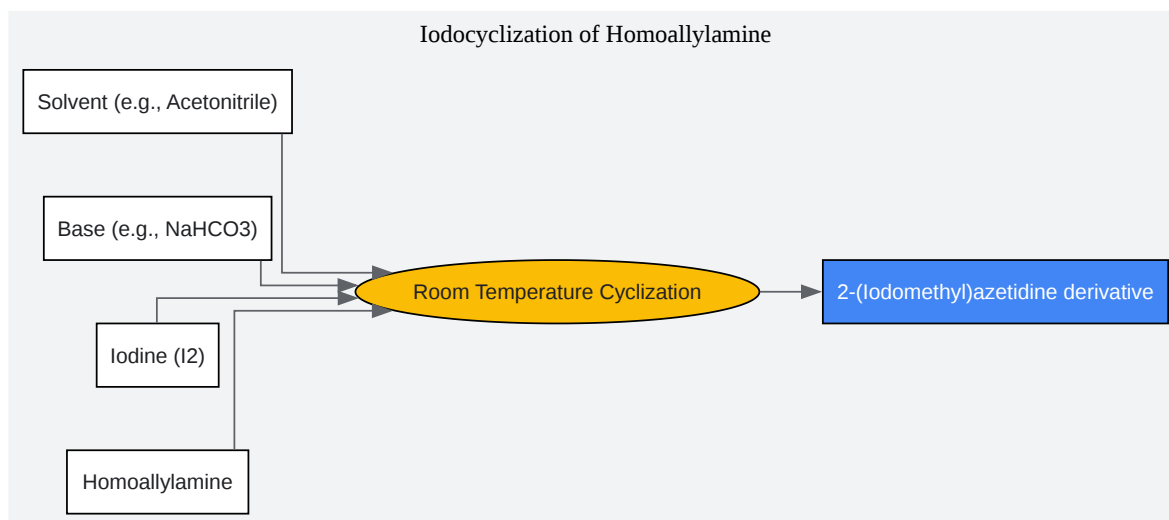 Iodocyclization of Homoallylamine
Solvent (e.g., Acetonitrile)
Base (e.g., NaHCO3)
Iodine (I2)
Homoallylamine
Room Temperature Cyclization
2-(Iodomethyl)azetidine derivative